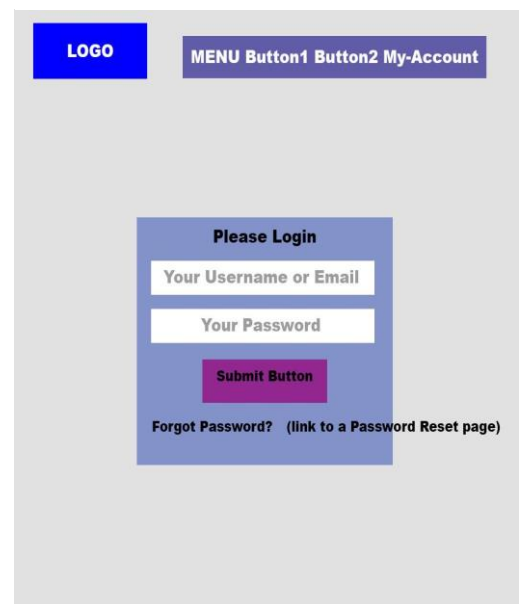 LOGO
MENU Button1 Button2 My-Account
Please Login
Your Username or Email
Your Password
Submit Button
Forgot Password? (link to a Password Reset page)